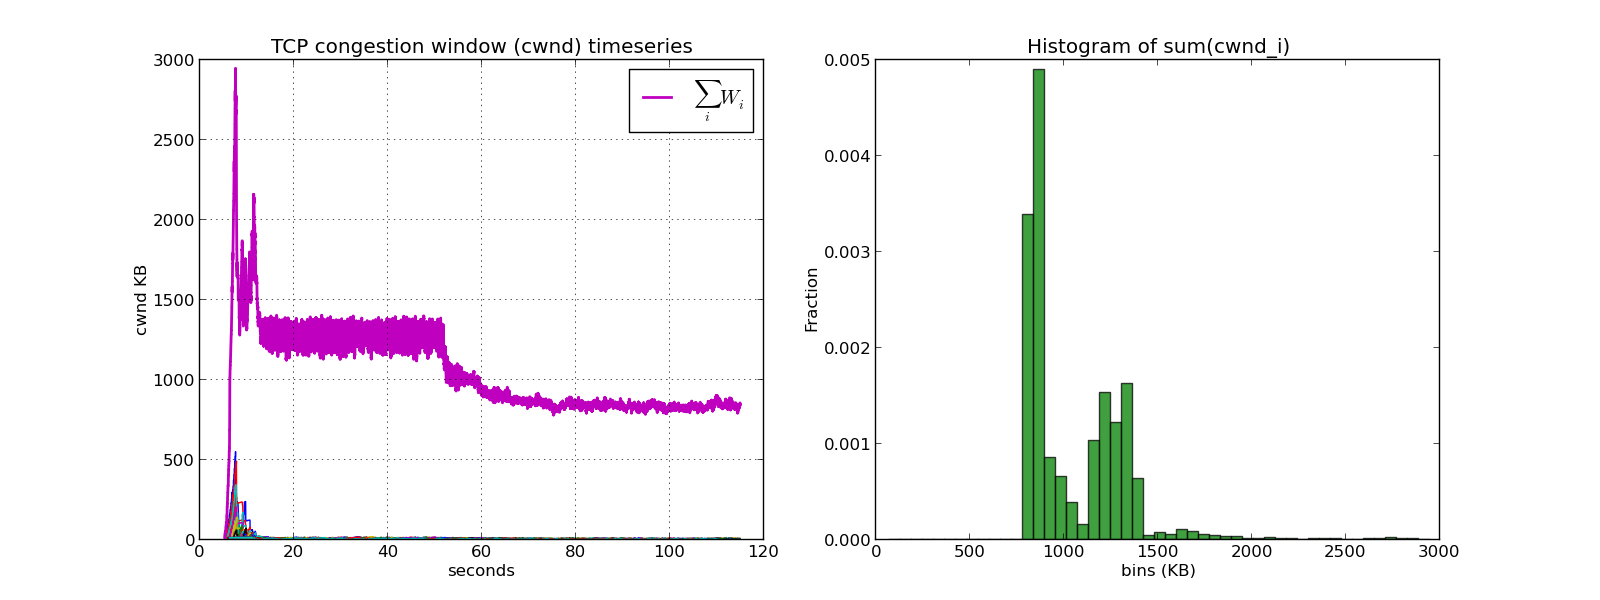 TCP congestion window (cwnd) timeseries
3000
2500
2000
1500
1000
500
0
cwnd KB
∑ W_i
i
0 20 40 60 80 100 120
seconds
Histogram of sum(cwnd_i)
0.005
0.004
0.003
0.002
0.001
0.000
Fraction
0 500 1000 1500 2000 2500 3000
bins (KB)